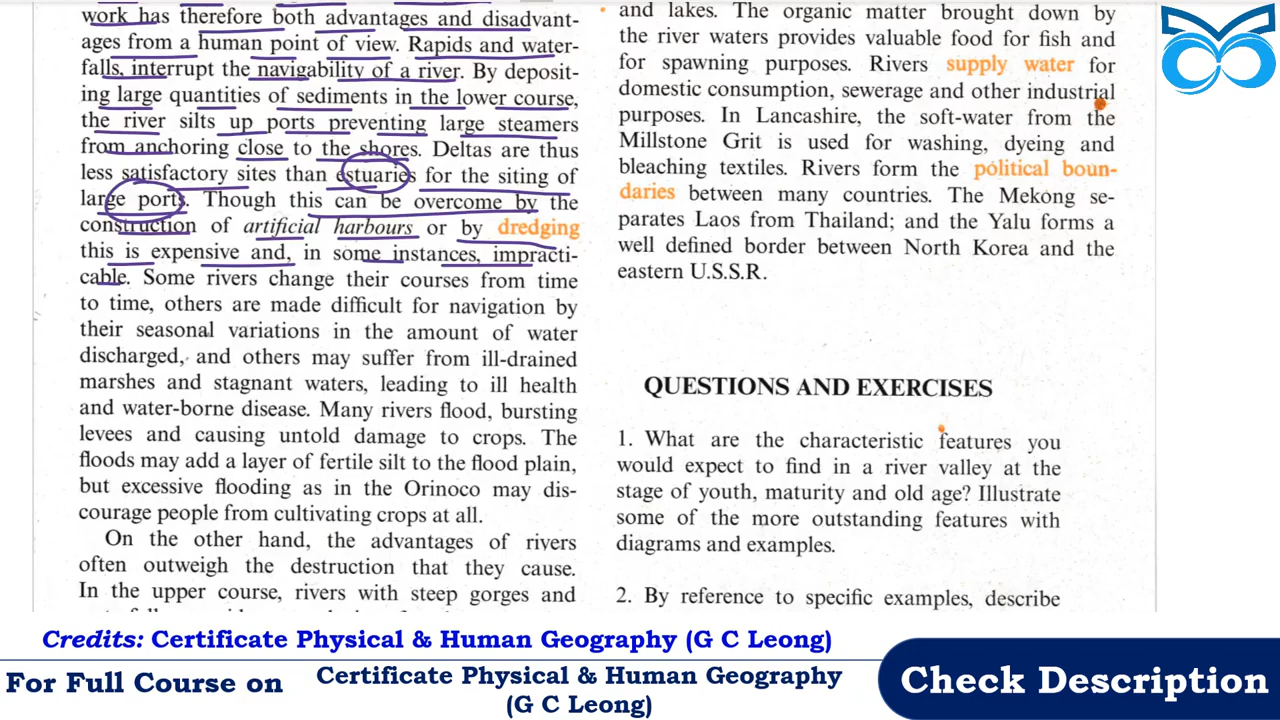 work has therefore both advantages and disadvant-
ages from a human point of view. Rapids and water-
falls, interrupt the navigability of a river. By deposit-
ing large quantities of sediments in the lower course,
the river silts up ports preventing large steamers
from anchoring close to the shores. Deltas are thus
less satisfactory sites than estuaries for the siting of
large ports. Though this can be overcome by the
construction of artificial harbours or by dredging
this is expensive and, in some instances, impracti-
cable. Some rivers change their courses from time
to time, others are made difficult for navigation by
their seasonal variations in the amount of water
discharged, and others may suffer from ill-drained
marshes and stagnant waters, leading to ill health
and water-borne disease. Many rivers flood, bursting
levees and causing untold damage to crops. The
floods may add a layer of fertile silt to the flood plain,
but excessive flooding as in the Orinoco may dis-
courage people from cultivating crops at all.
On the other hand, the advantages of rivers
often outweigh the destruction that they cause.
In the upper course, rivers with steep gorges and
and lakes. The organic matter brought down by
the river waters provides valuable food for fish and
for spawning purposes. Rivers supply water for
domestic consumption, sewerage and other industrial
purposes. In Lancashire, the soft-water from the
Millstone Grit is used for washing, dyeing and
bleaching textiles. Rivers form the political boun-
daries between many countries. The Mekong se-
parates Laos from Thailand; and the Yalu forms a
well defined border between North Korea and the
eastern U.S.S.R.
QUESTIONS AND EXERCISES
1. What are the characteristic features you
would expect to find in a river valley at the
stage of youth, maturity and old age? Illustrate
some of the more outstanding features with
diagrams and examples.
2. By reference to specific examples, describe
Credits: Certificate Physical & Human Geography (G C Leong)
For Full Course on
Certificate Physical & Human Geography
(G C Leong)
Check Description